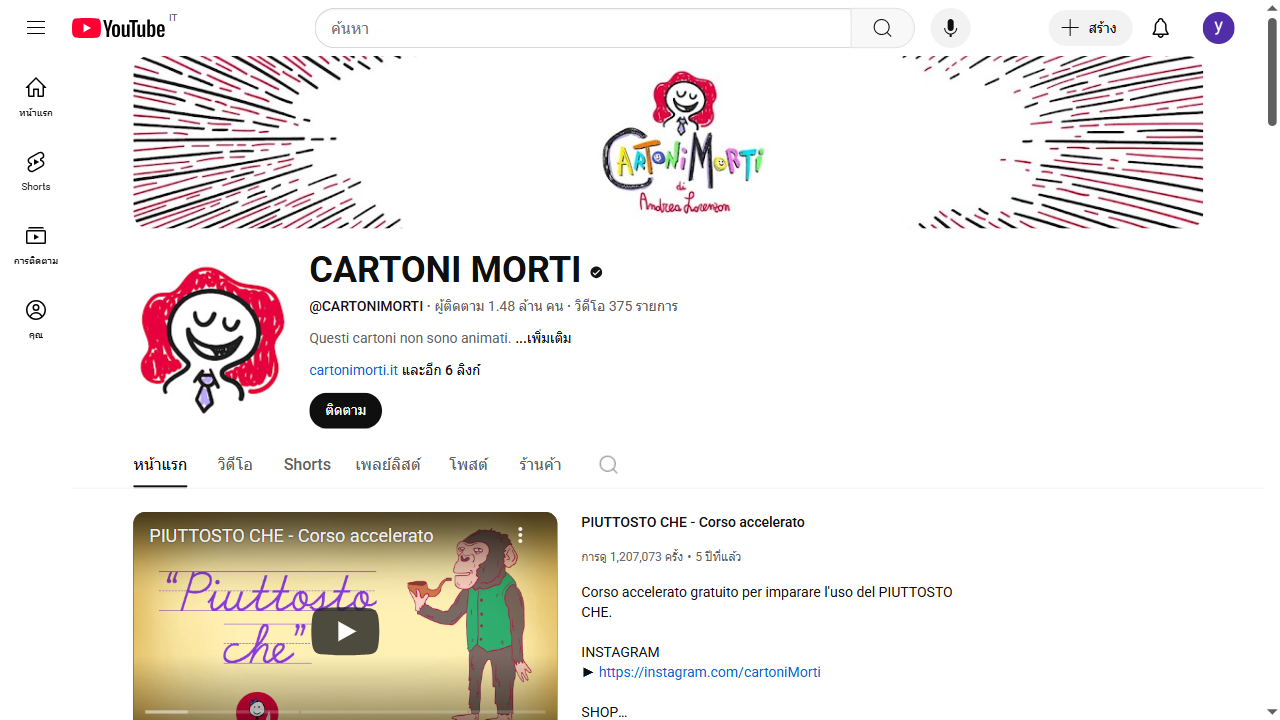 YouTube IT
ค้นหา
สร้าง
y
หน้าแรก
Shorts
การติดตาม
คุณ
CARTONI MORTI
di
Andrea Lorenzon
CARTONI MORTI
@CARTONIMORTI • ผู้ติดตาม 1.48 ล้าน คน • วิดีโอ 375 รายการ
Questi cartoni non sono animati. ...เพิ่มเติม
cartonimorti.it และอีก 6 ลิงก์
ติดตาม
หน้าแรก วิดีโอ Shorts เพลย์ลิสต์ โพสต์ ร้านค้า
PIUTTOSTO CHE - Corso accelerato
“Piuttosto
che”
PIUTTOSTO CHE - Corso accelerato
การดู 1,207,073 ครั้ง • 5 ปีที่แล้ว
Corso accelerato gratuito per imparare l'uso del PIUTTOSTO
CHE.
INSTAGRAM
► https://instagram.com/cartoniMorti
SHOP…